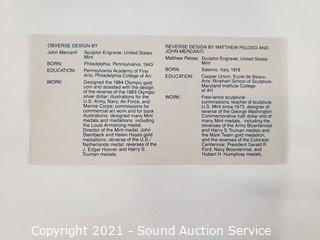 OBVERSE DESIGN BY
John Mercanti Sculptor Engraver, United States
Mint
BORN: Philadelphia, Pennsylvania, 1943
EDUCATION: Pennsylvania Academy of Fine
Arts; Philadelphia College of Art
WORK: Designed the 1984 Olympic gold
coin and assisted with the design
of the reverse of the 1983 Olympic
silver dollar; illustrations for the
U.S. Army, Navy, Air Force, and
Marine Corps; commissions for
commercial art work and for book
illustrations; designed many Mint
medals and medallions, including
the Louis Armstrong medal,
Director of the Mint medal, John
Steinbeck and Helen Hayes gold
medallions; obverse of the U.S./
Netherlands medal; reverses of the
J. Edgar Hoover and Harry S.
Truman medals.
REVERSE DESIGN BY MATTHEW PELOSO AND
JOHN MERCANTI
Matthew Peloso Sculptor Engraver, United States
Mint
BORN: Salerno, Italy, 1918
EDUCATION: Cooper Union; Ecole de Beaux-
Arts; Rinehart School of Sculpture;
Maryland Institute College
of Art
WORK: Free-lance sculptural
commissions; teacher of sculpture;
U.S. Mint since 1973, designer of
reverse of the George Washington
Commemorative half dollar and
of many Mint medals, including the
obverses of the Army Bicentennial
and Harry S Truman medals and
the Mark Twain gold medallion,
and the reverses of the Colorado
Centennial, President Gerald R.
Ford, Navy Bicentennial, and
Hubert H. Humphrey medals.
Copyright 2021 - Sound Auction Service